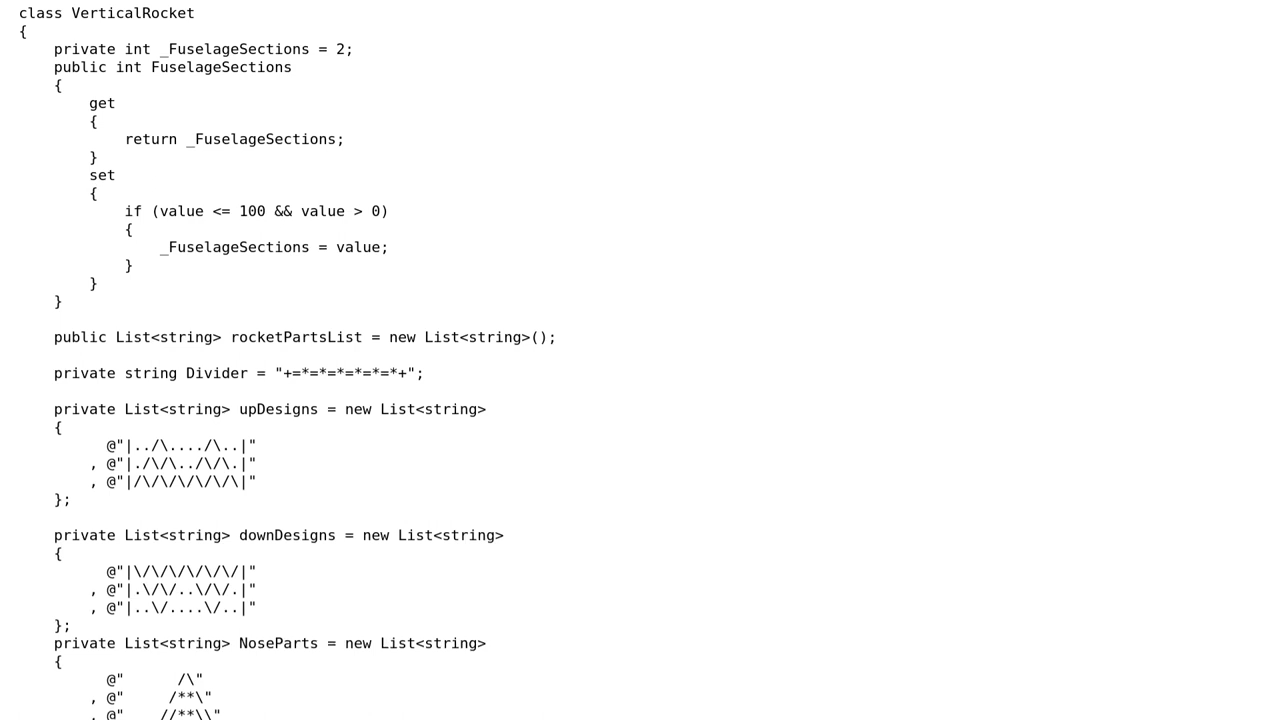 class VerticalRocket
{
    private int _FuselageSections = 2;
    public int FuselageSections
    {
        get
        {
            return _FuselageSections;
        }
        set
        {
            if (value <= 100 && value > 0)
            {
                _FuselageSections = value;
            }
        }
    }

    public List<string> rocketPartsList = new List<string>();

    private string Divider = "+=*=*=*=*=*=*+";

    private List<string> upDesigns = new List<string>
    {
          @"|../\..../\..|"
        , @"|./\/\../\/\.|"
        , @"|/\/\/\/\/\/\|"
    };

    private List<string> downDesigns = new List<string>
    {
          @"|\/\/\/\/\/\/|"
        , @"|.\/\/..\/\/.|"
        , @"|..\/....\/..|"
    };
    private List<string> NoseParts = new List<string>
    {
          @"      /\"
        , @"     /**\"
        , @"    //**\\"